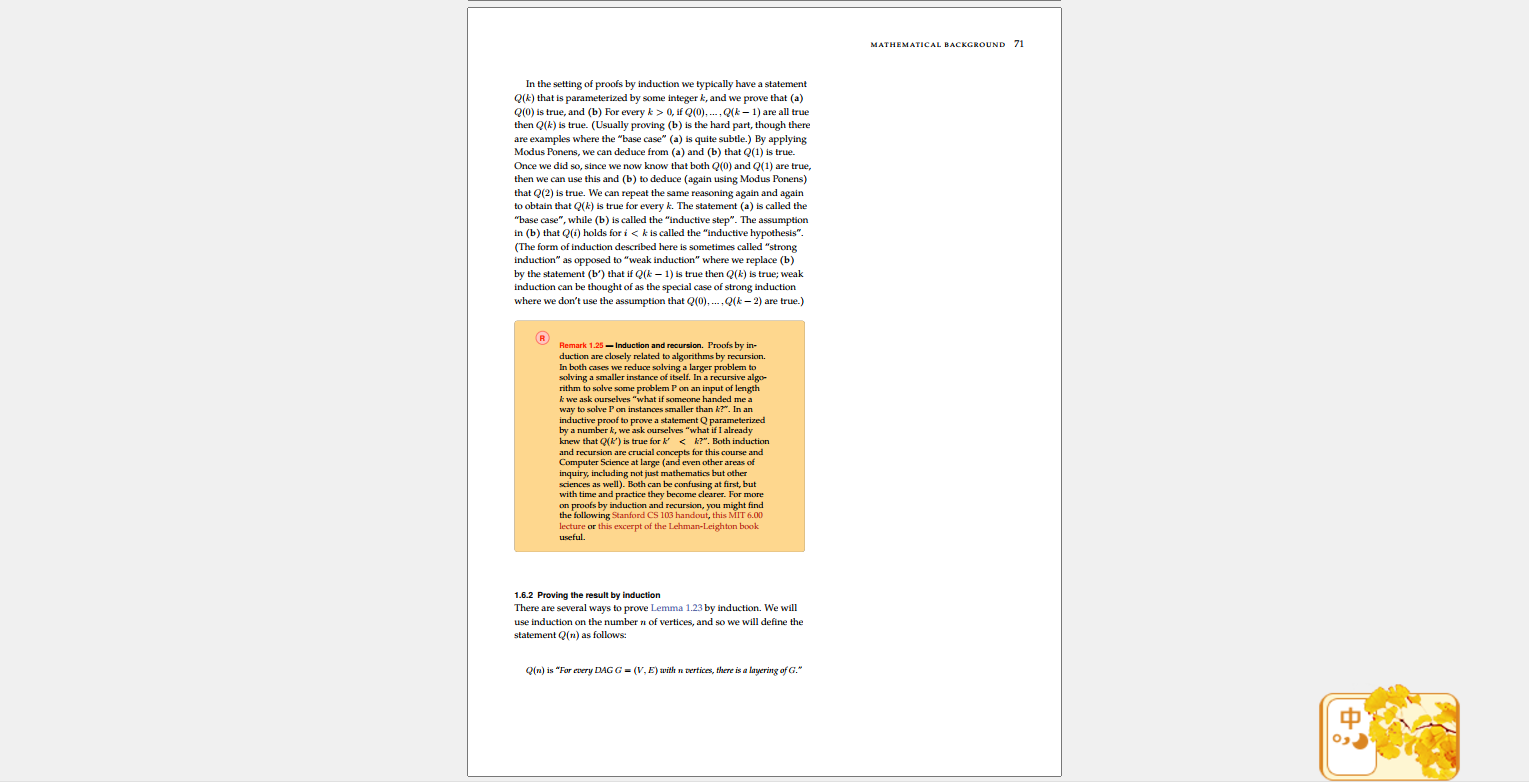 MATHEMATICAL BACKGROUND 71
In the setting of proofs by induction we typically have a statement
Q(k) that is parameterized by some integer k, and we prove that (a)
Q(0) is true, and (b) For every k > 0, if Q(0), … , Q(k − 1) are all true
then Q(k) is true. (Usually proving (b) is the hard part, though there
are examples where the “base case” (a) is quite subtle.) By applying
Modus Ponens, we can deduce from (a) and (b) that Q(1) is true.
Once we did so, since we now know that both Q(0) and Q(1) are true,
then we can use this and (b) to deduce (again using Modus Ponens)
that Q(2) is true. We can repeat the same reasoning again and again
to obtain that Q(k) is true for every k. The statement (a) is called the
“base case”, while (b) is called the “inductive step”. The assumption
in (b) that Q(i) holds for i < k is called the “inductive hypothesis”.
(The form of induction described here is sometimes called “strong
induction” as opposed to “weak induction” where we replace (b)
by the statement (b′) that if Q(k − 1) is true then Q(k) is true; weak
induction can be thought of as the special case of strong induction
where we don’t use the assumption that Q(0), … , Q(k − 2) are true.)
R
Remark 1.25 — Induction and recursion. Proofs by in-
duction are closely related to algorithms by recursion.
In both cases we reduce solving a larger problem to
solving a smaller instance of itself. In a recursive algo-
rithm to solve some problem P on an input of length
k we ask ourselves “what if someone handed me a
way to solve P on instances smaller than k?”. In an
inductive proof to prove a statement Q parameterized
by a number k, we ask ourselves “what if I already
knew that Q(k′) is true for k′ < k?”. Both induction
and recursion are crucial concepts for this course and
Computer Science at large (and even other areas of
inquiry, including not just mathematics but other
sciences as well). Both can be confusing at first, but
with time and practice they become clearer. For more
on proofs by induction and recursion, you might find
the following Stanford CS 103 handout, this MIT 6.00
lecture or this excerpt of the Lehman-Leighton book
useful.
1.6.2 Proving the result by induction
There are several ways to prove Lemma 1.23 by induction. We will
use induction on the number n of vertices, and so we will define the
statement Q(n) as follows:
Q(n) is “For every DAG G = (V, E) with n vertices, there is a layering of G.”
中